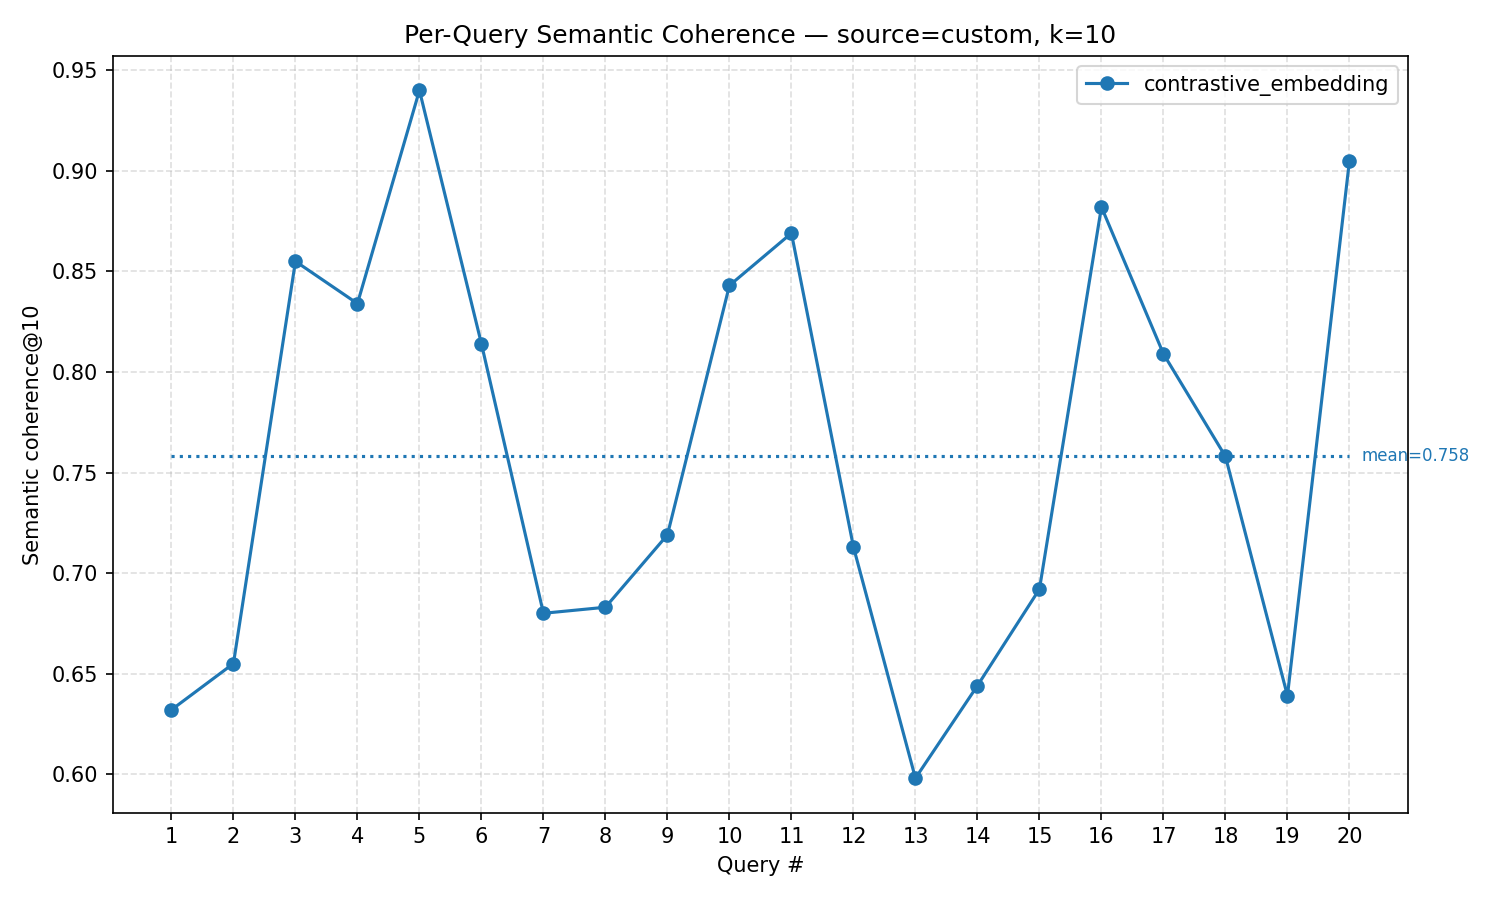 Per-Query Semantic Coherence — source=custom, k=10
contrastive_embedding
Semantic coherence@10
0.95
0.90
0.85
0.80
0.75
0.70
0.65
0.60
mean=0.758
1 2 3 4 5 6 7 8 9 10 11 12 13 14 15 16 17 18 19 20
Query #